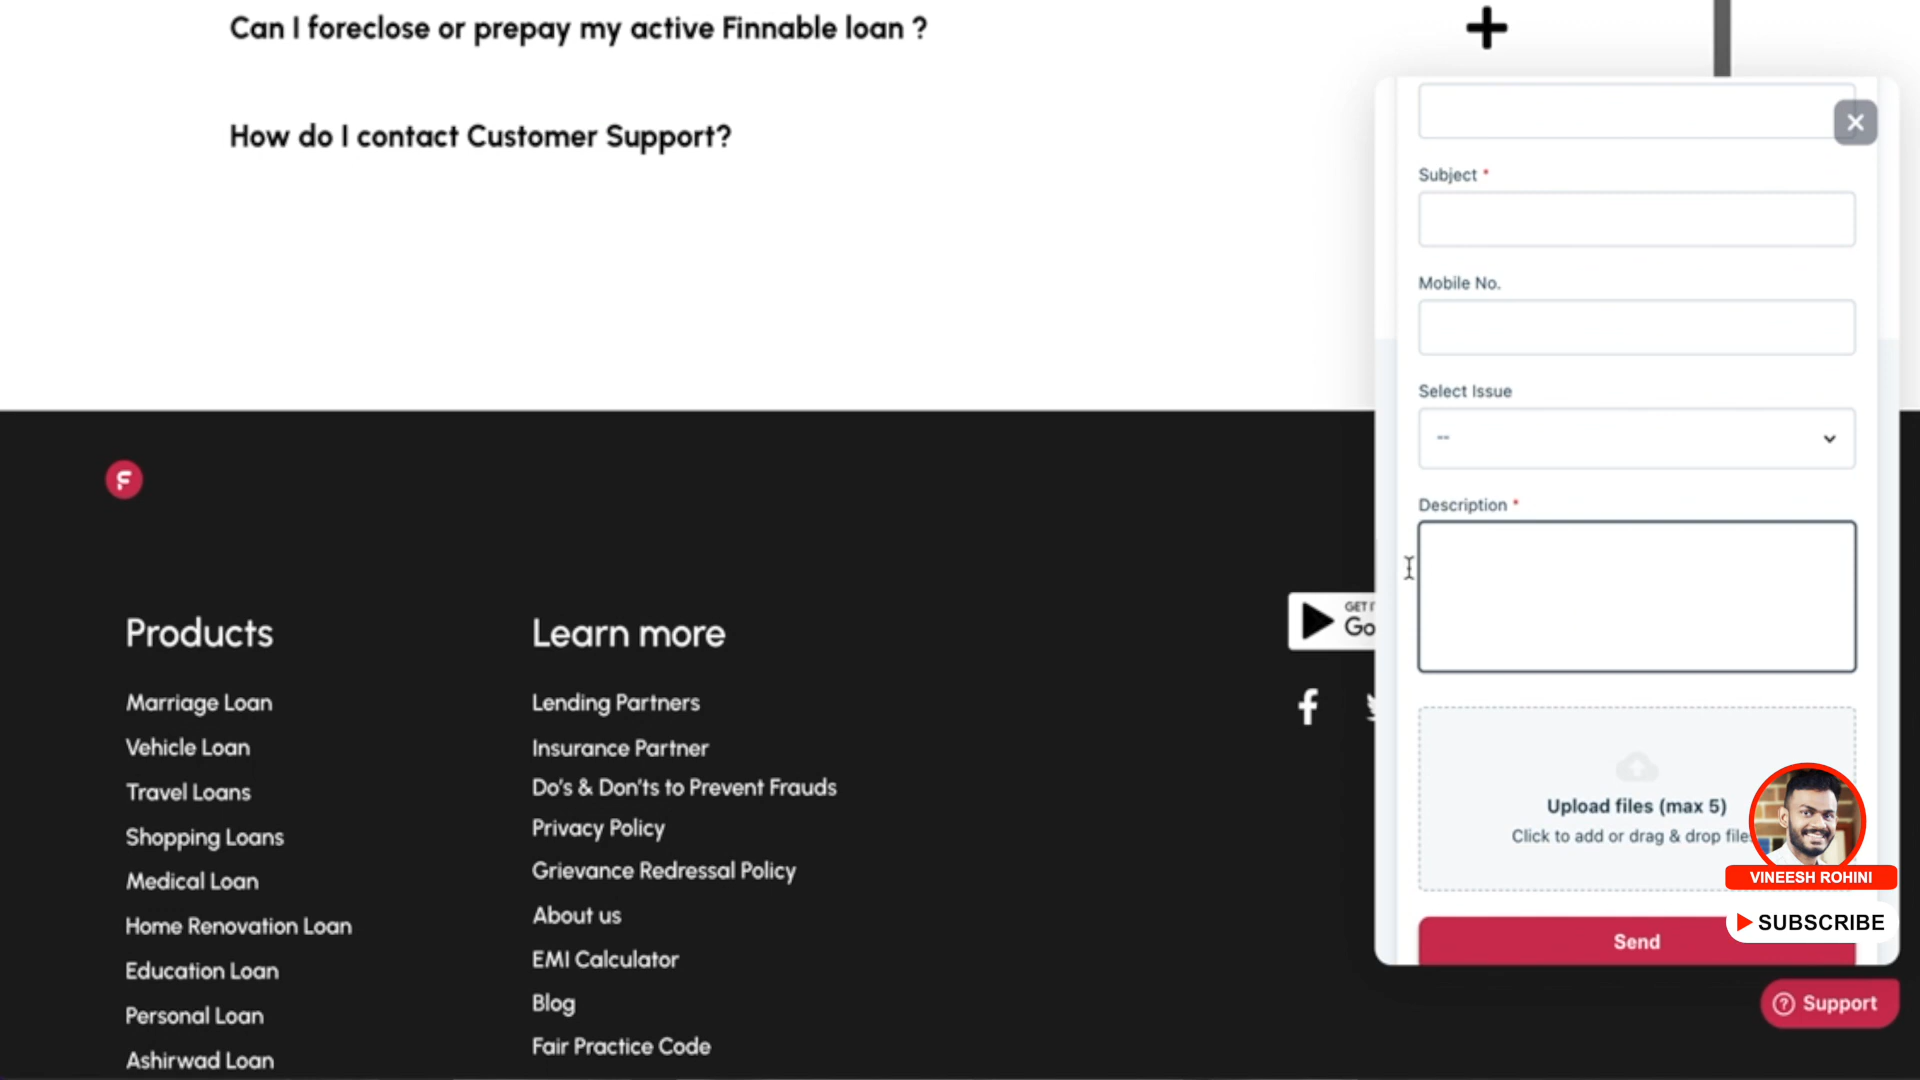 Can I foreclose or prepay my active Finnable loan ?
How do I contact Customer Support?
Products
Marriage Loan
Vehicle Loan
Travel Loans
Shopping Loans
Medical Loan
Home Renovation Loan
Education Loan
Personal Loan
Ashirwad Loan
Learn more
Lending Partners
Insurance Partner
Do's & Don'ts to Prevent Frauds
Privacy Policy
Grievance Redressal Policy
About us
EMI Calculator
Blog
Fair Practice Code
GET
Subject *
Mobile No.
Select Issue
--
Description *
Upload files (max 5)
Click to add or drag & drop
VINEESH ROHINI
SUBSCRIBE
Send
Support